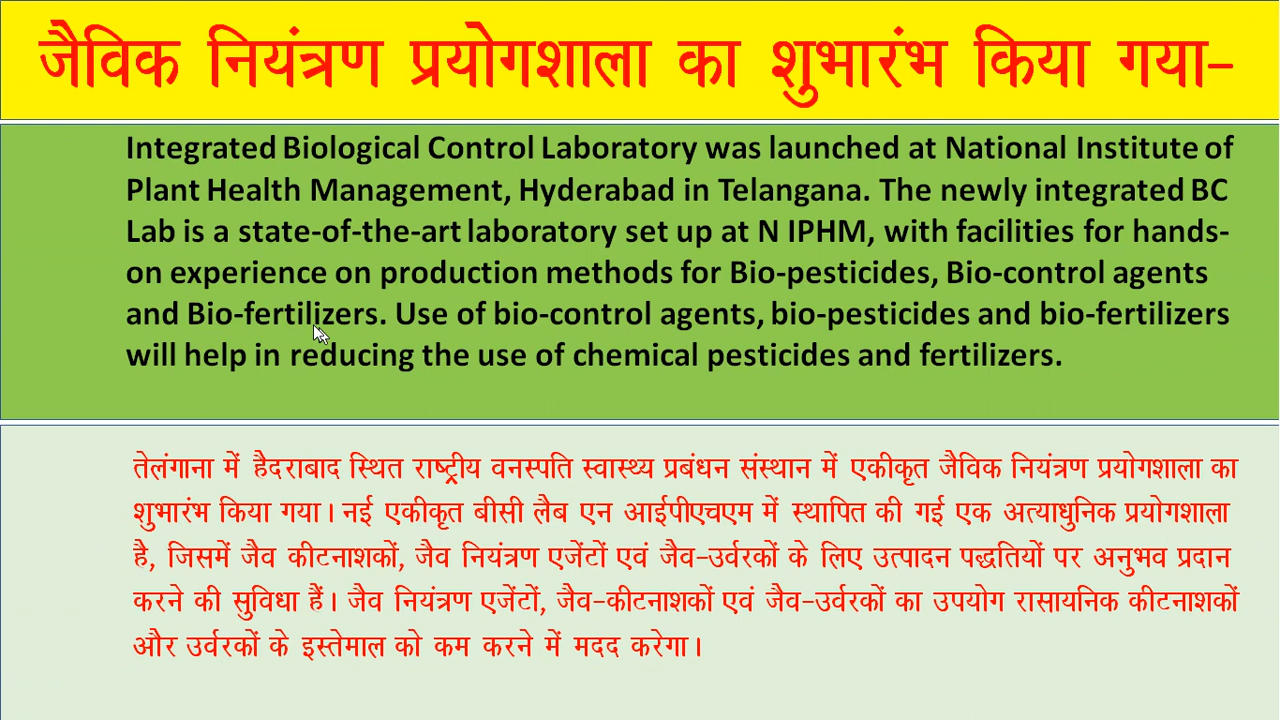 जैविक नियंत्रण प्रयोगशाला का शुभारंभ किया गया-
Integrated Biological Control Laboratory was launched at National Institute of
Plant Health Management, Hyderabad in Telangana. The newly integrated BC
Lab is a state-of-the-art laboratory set up at N IPHM, with facilities for hands-
on experience on production methods for Bio-pesticides, Bio-control agents
and Bio-fertilizers. Use of bio-control agents, bio-pesticides and bio-fertilizers
will help in reducing the use of chemical pesticides and fertilizers.
तेलंगाना में हैदराबाद स्थित राष्ट्रीय वनस्पति स्वास्थ्य प्रबंधन संस्थान में एकीकृत जैविक नियंत्रण प्रयोगशाला का
शुभारंभ किया गया। नई एकीकृत बीसी लैब एन आईपीएचएम में स्थापित की गई एक अत्याधुनिक प्रयोगशाला
है, जिसमें जैव कीटनाशकों, जैव नियंत्रण एजेंटों एवं जैव-उर्वरकों के लिए उत्पादन पद्धतियों पर अनुभव प्रदान
करने की सुविधा हैं। जैव नियंत्रण एजेंटों, जैव-कीटनाशकों एवं जैव-उर्वरकों का उपयोग रासायनिक कीटनाशकों
और उर्वरकों के इस्तेमाल को कम करने में मदद करेगा।